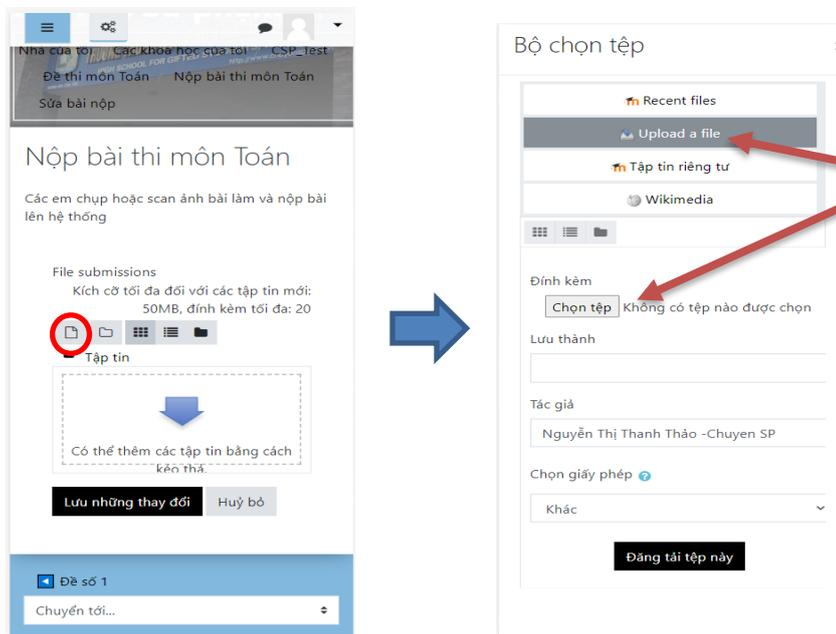 Nhà của tôi Các khoá học của tôi CSP_Test
Đề thi môn Toán Nộp bài thi môn Toán
Sửa bài nộp
SCHOOL FOR GIFTED
Nộp bài thi môn Toán
Các em chụp hoặc scan ảnh bài làm và nộp bài
lên hệ thống
File submissions
Kích cỡ tối đa đối với các tập tin mới:
50MB, đính kèm tối đa: 20
Tập tin
Có thể thêm các tập tin bằng cách
kéo thả.
Lưu những thay đổi Huỷ bỏ
Đề số 1
Chuyển tới...
Bộ chọn tệp
Recent files
Upload a file
Tập tin riêng tư
Wikimedia
Đính kèm
Chọn tệp Không có tệp nào được chọn
Lưu thành
Tác giả
Nguyễn Thị Thanh Thảo -Chuyen SP
Chọn giấy phép
Khác
Đăng tải tệp này